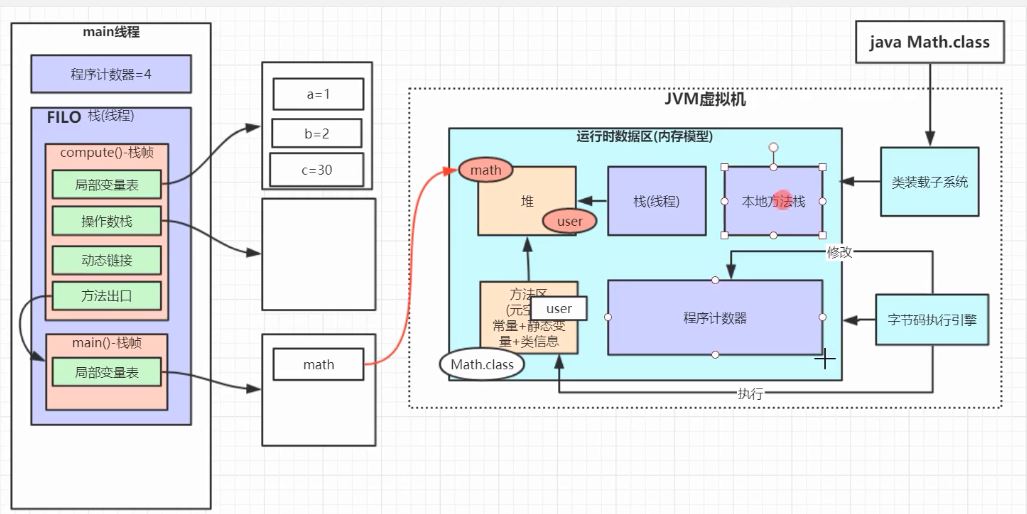 main线程
程序计数器=4
FILO 栈(线程)
compute()-栈帧
局部变量表
操作数栈
动态链接
方法出口
main()-栈帧
局部变量表
a=1
b=2
c=30
math
java Math.class
JVM虚拟机
运行时数据区(内存模型)
math
堆
user
栈(线程)
本地方法栈
类装载子系统
修改
方法区
user
常量+静态变
量+类信息
Math.class
程序计数器
字节码执行引擎
执行